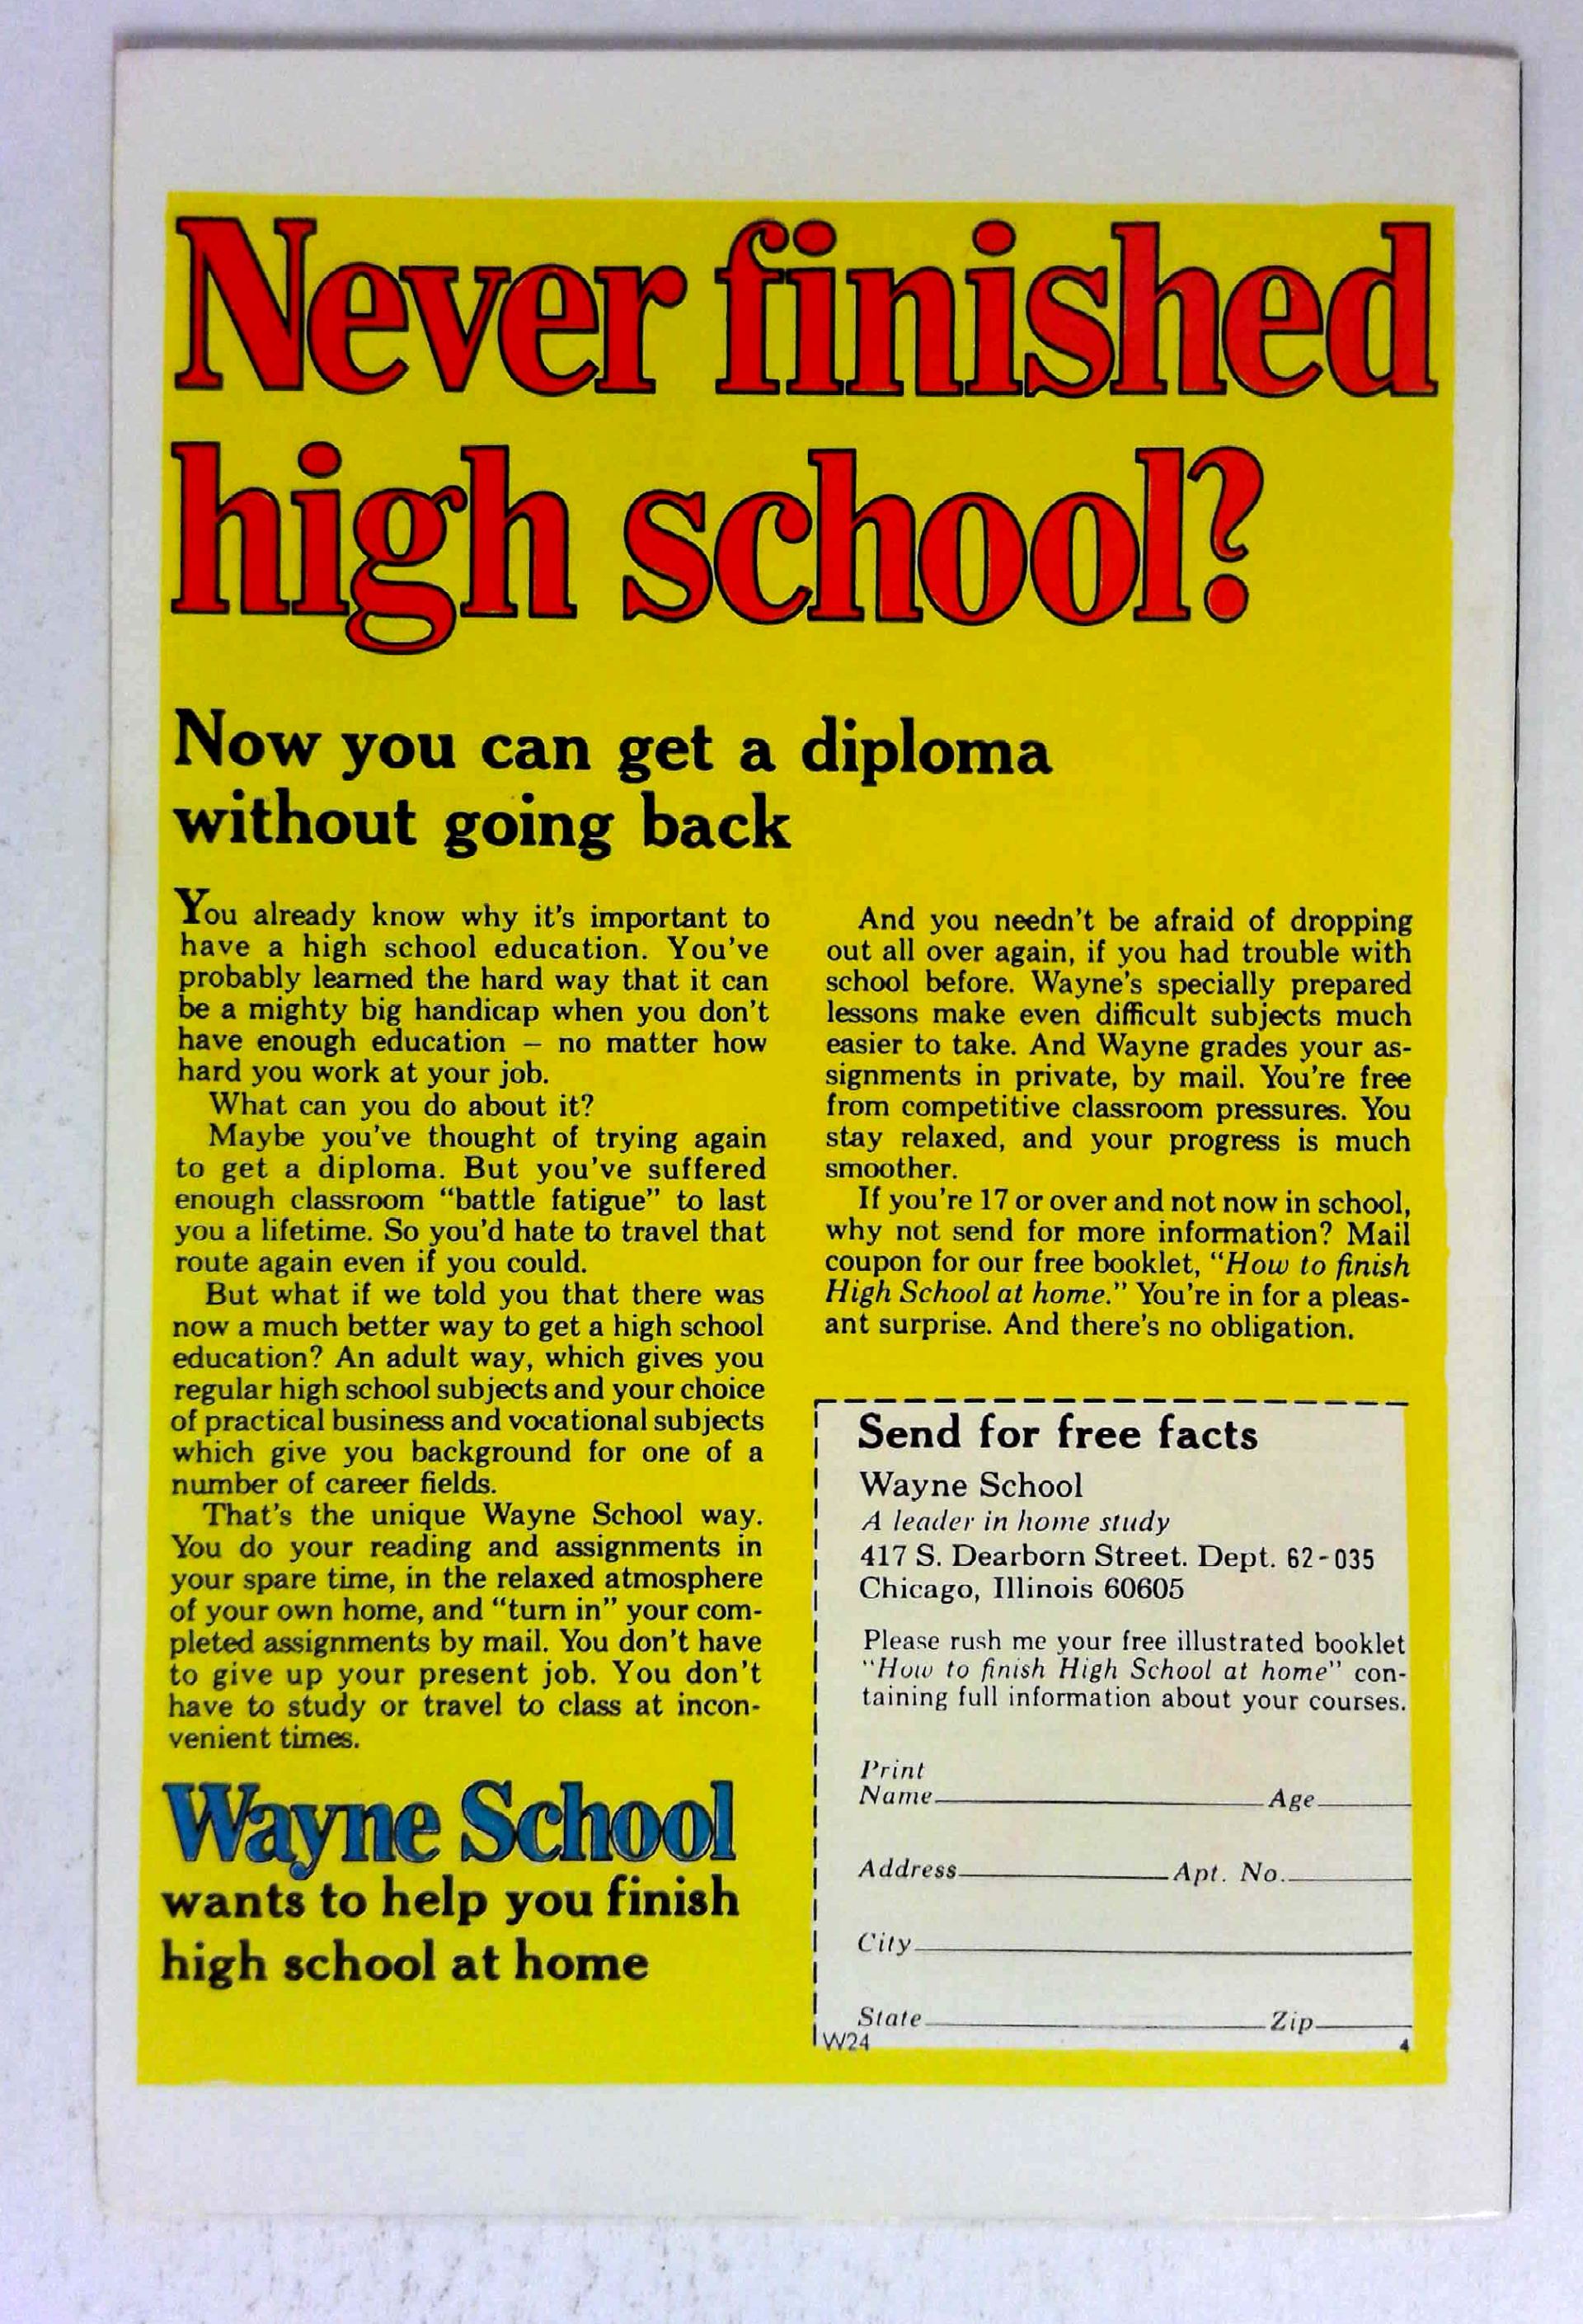 Never finished
high school?
Now you can get a diploma
without going back
You already know why it's important to
have a high school education. You've
probably learned the hard way that it can
be a mighty big handicap when you don't
have enough education – no matter how
hard you work at your job.
What can you do about it?
Maybe you've thought of trying again
to get a diploma. But you've suffered
enough classroom "battle fatigue" to last
you a lifetime. So you'd hate to travel that
route again even if you could.
But what if we told you that there was
now a much better way to get a high school
education? An adult way, which gives you
regular high school subjects and your choice
of practical business and vocational subjects
which give you background for one of a
number of career fields.
That's the unique Wayne School way.
You do your reading and assignments in
your spare time, in the relaxed atmosphere
of your own home, and "turn in" your com-
pleted assignments by mail. You don't have
to give up your present job. You don't
have to study or travel to class at incon-
venient times.
Wayne School
wants to help you finish
high school at home
And you needn't be afraid of dropping
out all over again, if you had trouble with
school before. Wayne's specially prepared
lessons make even difficult subjects much
easier to take. And Wayne grades your as-
signments in private, by mail. You're free
from competitive classroom pressures. You
stay relaxed, and your progress is much
smoother.
If you're 17 or over and not now in school,
why not send for more information? Mail
coupon for our free booklet, "How to finish
High School at home." You're in for a pleas-
ant surprise. And there's no obligation.
Send for free facts
Wayne School
A leader in home study
417 S. Dearborn Street. Dept. 62-035
Chicago, Illinois 60605
Please rush me your free illustrated booklet
"How to finish High School at home" con-
taining full information about your courses.
Print
Name Age
Address Apt. No.
City
State Zip
W24 4